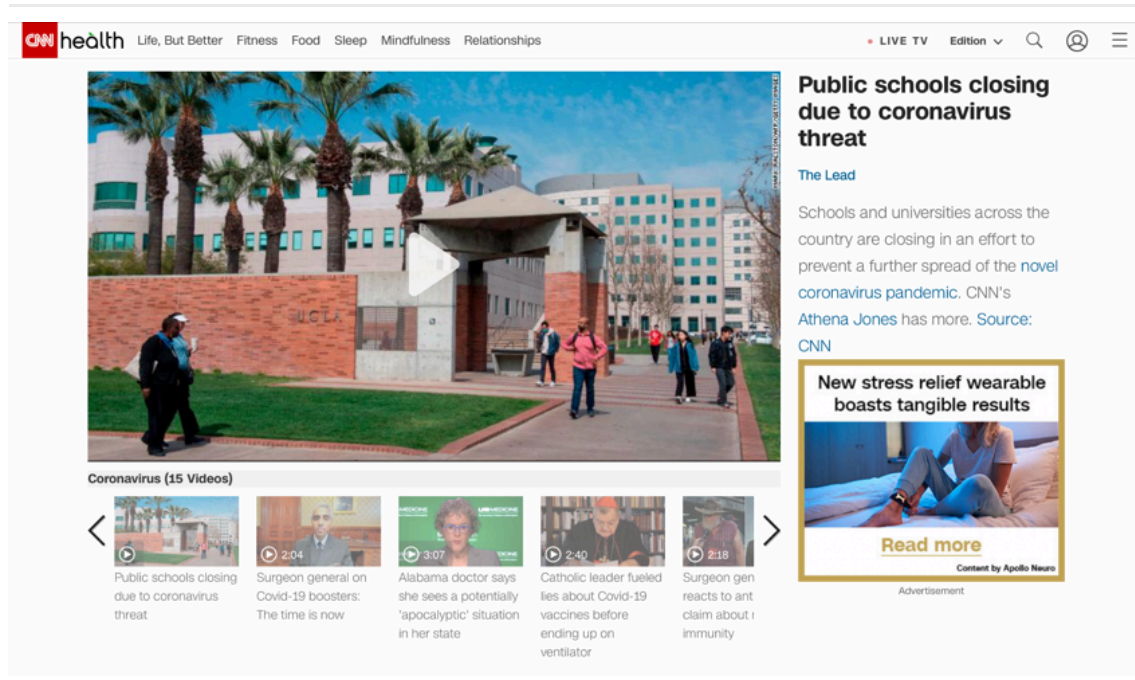 CNN health Life, But Better Fitness Food Sleep Mindfulness Relationships LIVE TV Edition
Public schools closing
due to coronavirus
threat
The Lead
Schools and universities across the
country are closing in an effort to
prevent a further spread of the novel
coronavirus pandemic. CNN's
Athena Jones has more. Source:
CNN
UCLA
New stress relief wearable
boasts tangible results
Read more
Content by Apollo Neuro
Advertisement
Coronavirus (15 Videos)
Public schools closing
due to coronavirus
threat
2:04
Surgeon general on
Covid-19 boosters:
The time is now
3:07
Alabama doctor says
she sees a potentially
'apocalyptic' situation
in her state
2:40
Catholic leader fueled
lies about Covid-19
vaccines before
ending up on
ventilator
2:18
Surgeon gen
reacts to ant
claim about
immunity